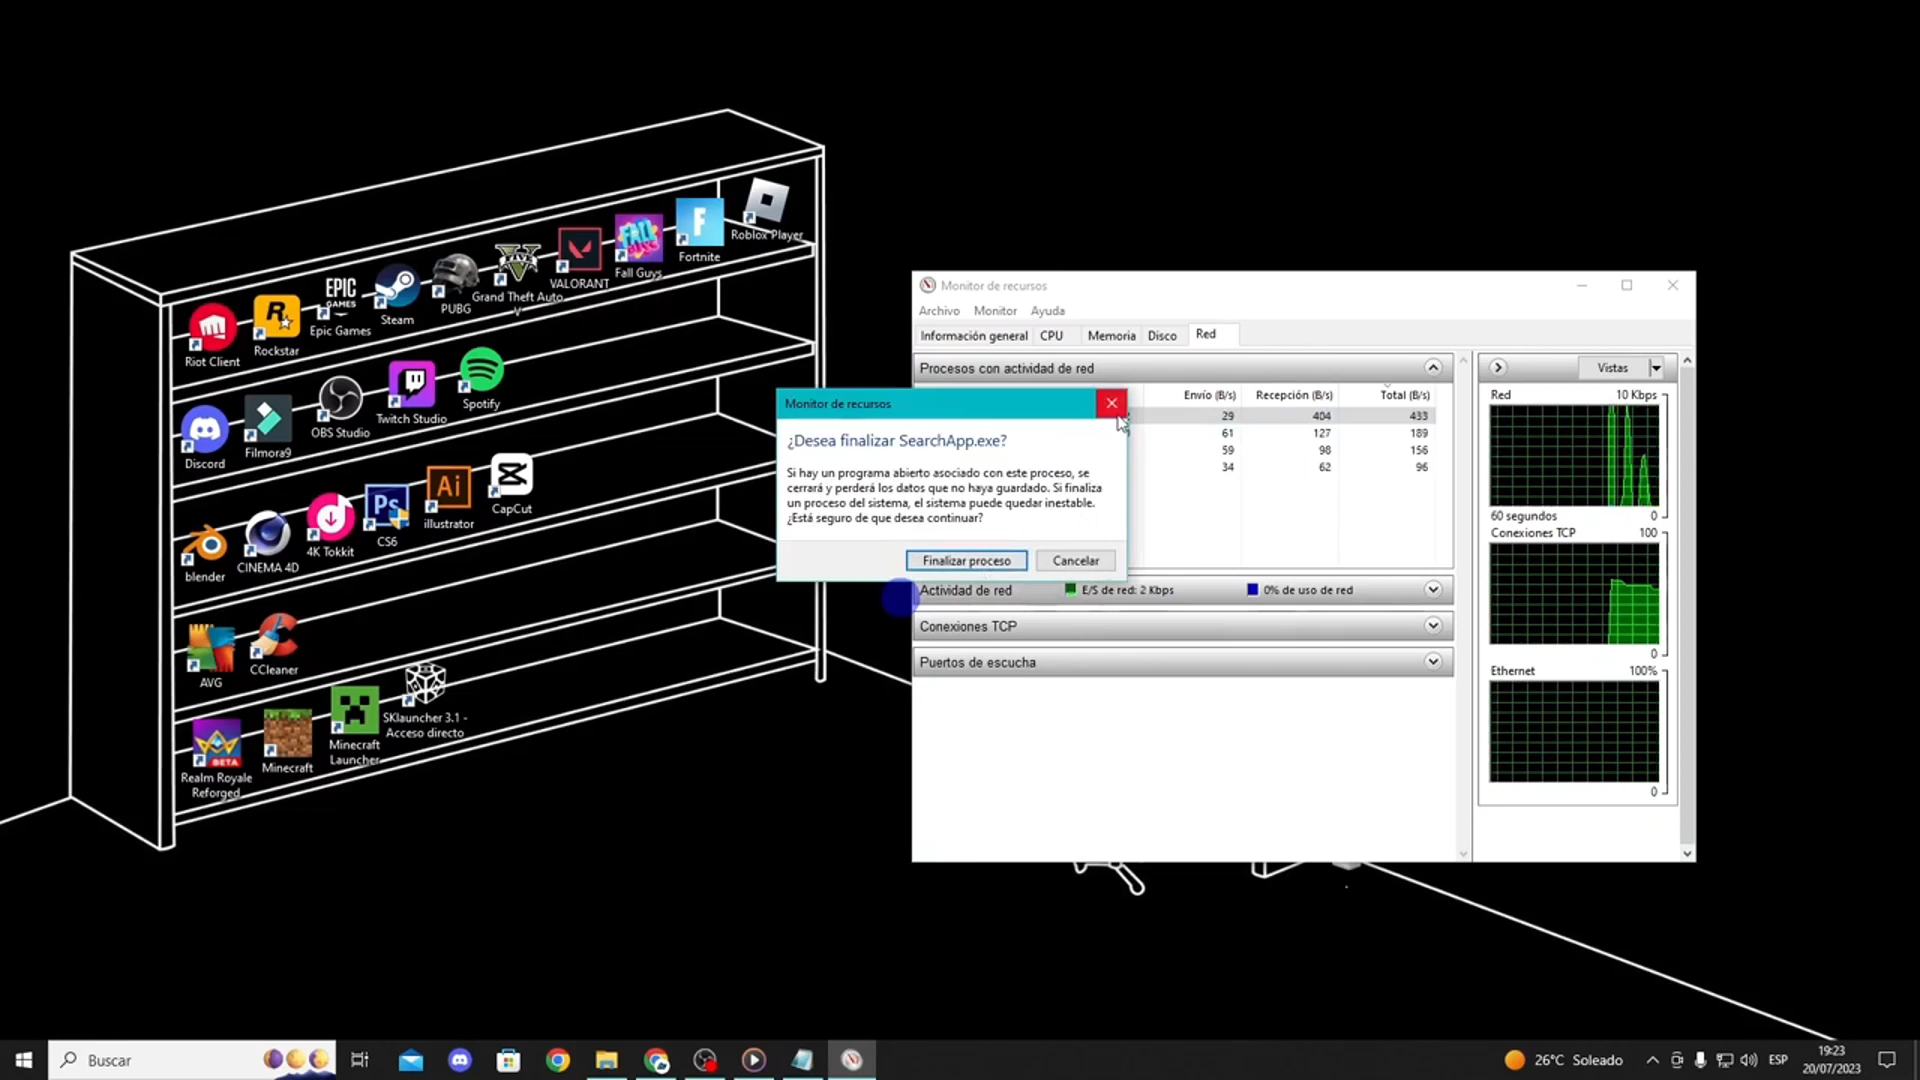 Roblox Player
Fortnite
Fall Guys
VALORANT
Grand Theft Auto
V
PUBG
Steam
EPIC
GAMES
Epic Games
Rockstar
Riot Client
Spotify
Twitch Studio
OBS Studio
Filmora9
Discord
CapCut
Ai
illustrator
Ps
CS6
4K Tokkit
CINEMA 4D
blender
CCleaner
AVG
SKlauncher 3.1 -
Acceso directo
Minecraft
Launcher
Minecraft
BETA
Realm Royale
Reforged
Monitor de recursos
Archivo Monitor Ayuda
Información general CPU Memoria Disco Red
Procesos con actividad de red
Envío (B/s) Recepción (B/s) Total (B/s)
29 404 433
61 127 189
59 98 156
34 62 96
Actividad de red E/S de red: 2 Kbps 0% de uso de red
Conexiones TCP
Puertos de escucha
Vistas
Red 10 Kbps
60 segundos 0
Conexiones TCP 100
0
Ethernet 100%
0
Monitor de recursos
¿Desea finalizar SearchApp.exe?
Si hay un programa abierto asociado con este proceso, se
cerrará y perderá los datos que no haya guardado. Si finaliza
un proceso del sistema, el sistema puede quedar inestable.
¿Está seguro de que desea continuar?
Finalizar proceso Cancelar
Buscar
26°C Soleado
ESP
19:23
20/07/2023